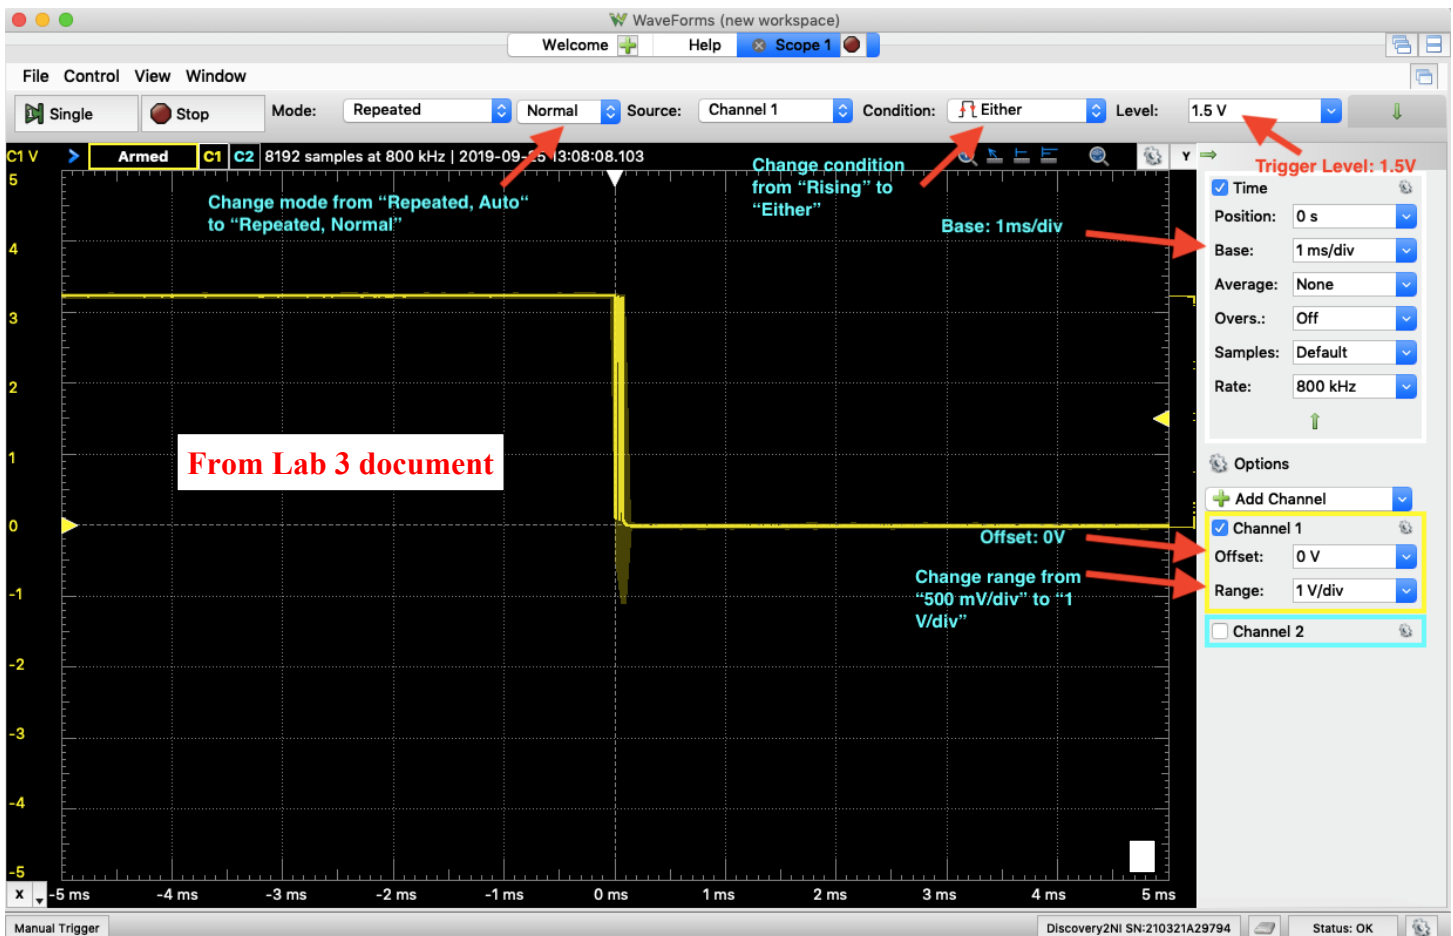 WaveForms (new workspace)
Welcome Help Scope 1
File Control View Window
Single Stop Mode: Repeated Normal Source: Channel 1 Condition: Either Level: 1.5 V
C1 V Armed C1 C2 8192 samples at 800 kHz | 2019-09-25 13:08:08.103 Y
Change condition
from “Rising” to
“Either”
Trigger Level: 1.5V
Change mode from “Repeated, Auto“
to “Repeated, Normal”
Base: 1ms/div
Time
Position: 0 s
Base: 1 ms/div
Average: None
Overs.: Off
Samples: Default
Rate: 800 kHz
From Lab 3 document
Options
Add Channel
Channel 1
Offset: 0 V
Range: 1 V/div
Channel 2
Offset: 0V
Change range from
“500 mV/div” to “1
V/div”
5
4
3
2
1
0
-1
-2
-3
-4
-5
X -5 ms -4 ms -3 ms -2 ms -1 ms 0 ms 1 ms 2 ms 3 ms 4 ms 5 ms
Manual Trigger Discovery2NI SN:210321A29794 Status: OK